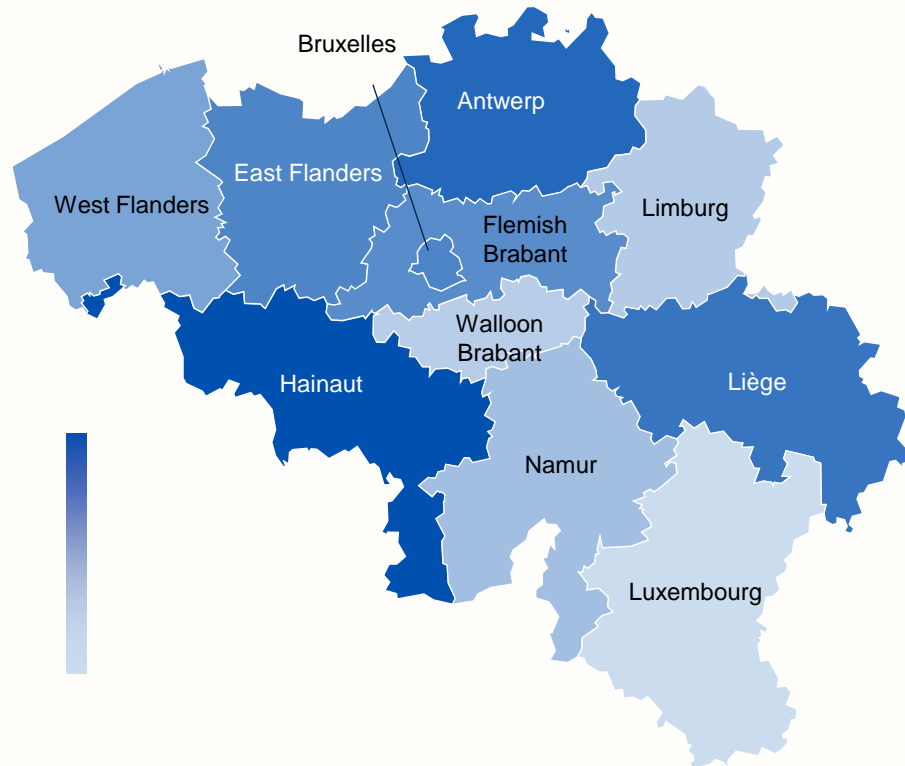 Bruxelles
Antwerp
East Flanders
West Flanders
Limburg
Flemish
Brabant
Walloon
Brabant
Hainaut
Liège
Namur
Luxembourg